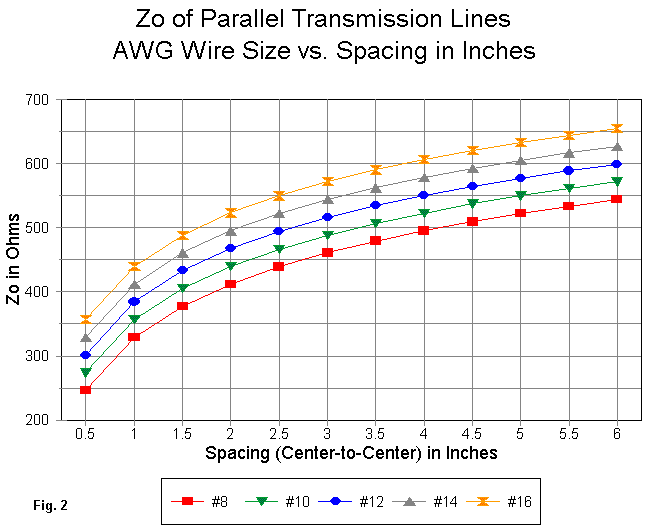 Zo of Parallel Transmission Lines
AWG Wire Size vs. Spacing in Inches
700
600
500
400
300
200
Zo in Ohms
0.5 1 1.5 2 2.5 3 3.5 4 4.5 5 5.5 6
Spacing (Center-to-Center) in Inches
Fig. 2
#8 #10 #12 #14 #16